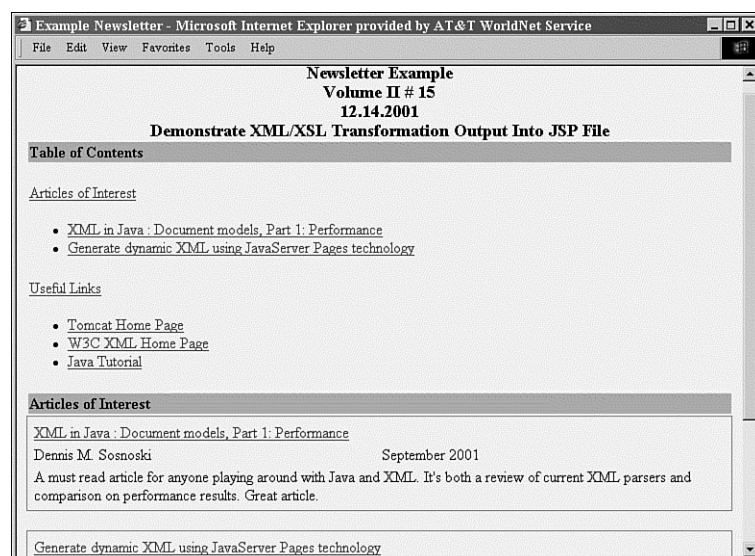 Example Newsletter - Microsoft Internet Explorer provided by AT&T WorldNet Service
File Edit View Favorites Tools Help
Newsletter Example
Volume II # 15
12.14.2001
Demonstrate XML/XSL Transformation Output Into JSP File
Table of Contents
Articles of Interest
XML in Java : Document models, Part 1: Performance
Generate dynamic XML using JavaServer Pages technology
Useful Links
Tomcat Home Page
W3C XML Home Page
Java Tutorial
Articles of Interest
XML in Java : Document models, Part 1: Performance
Dennis M. Sosnoski September 2001
A must read article for anyone playing around with Java and XML. It's both a review of current XML parsers and
comparison on performance results. Great article.
Generate dynamic XML using JavaServer Pages technology